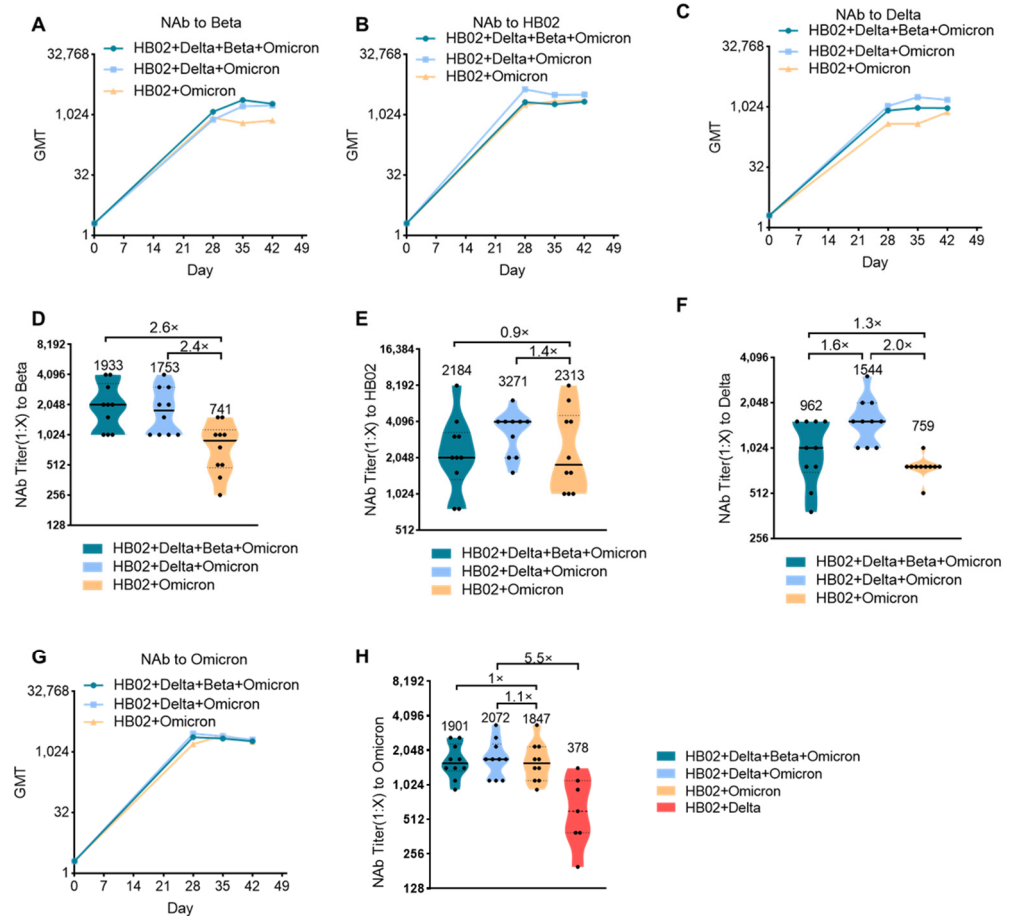 A
NAb to Beta
HB02+Delta+Beta+Omicron
HB02+Delta+Omicron
HB02+Omicron
32,768
1,024
32
1
GMT
0 7 14 21 28 35 42 49
Day
B
NAb to HB02
HB02+Delta+Beta+Omicron
HB02+Delta+Omicron
HB02+Omicron
32,768
1,024
32
1
GMT
0 7 14 21 28 35 42 49
Day
C
NAb to Delta
HB02+Delta+Beta+Omicron
HB02+Delta+Omicron
HB02+Omicron
32,768
1,024
32
1
GMT
0 7 14 21 28 35 42 49
Day
D
2.6×
2.4×
1933
1753
741
8,192
4,096
2,048
1,024
512
256
128
NAb Titer(1:X) to Beta
HB02+Delta+Beta+Omicron
HB02+Delta+Omicron
HB02+Omicron
E
0.9×
1.4×
2184
3271
2313
16,384
8,192
4,096
2,048
1,024
512
NAb Titer(1:X) to HB02
HB02+Delta+Beta+Omicron
HB02+Delta+Omicron
HB02+Omicron
F
1.3×
1.6×
2.0×
962
1544
759
4,096
2,048
1,024
512
256
NAb Titer(1:X) to Delta
HB02+Delta+Beta+Omicron
HB02+Delta+Omicron
HB02+Omicron
G
NAb to Omicron
HB02+Delta+Beta+Omicron
HB02+Delta+Omicron
HB02+Omicron
32,768
1,024
32
1
GMT
0 7 14 21 28 35 42 49
Day
H
5.5×
1×
1.1×
1901
2072
1847
378
8,192
4,096
2,048
1,024
512
256
128
NAb Titer(1:X) to Omicron
HB02+Delta+Beta+Omicron
HB02+Delta+Omicron
HB02+Omicron
HB02+Delta